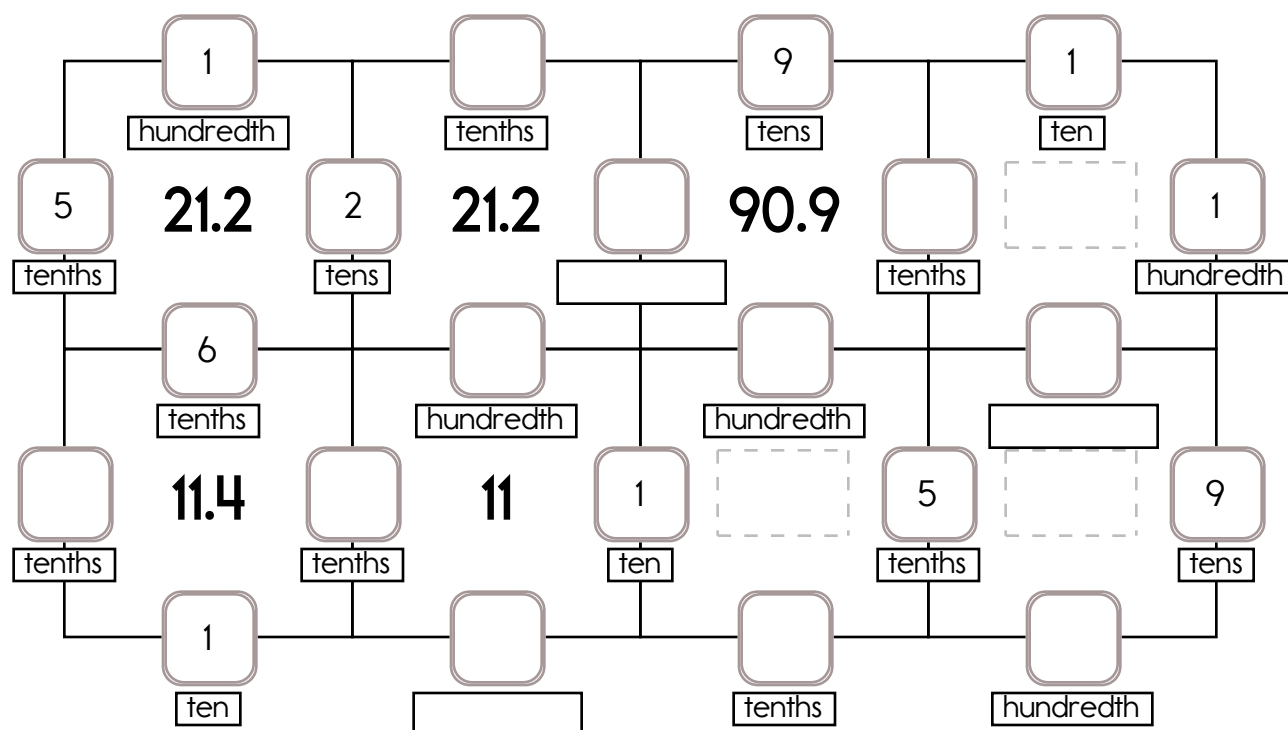 1
9
1
hundredth
tenths
tens
ten
5
21.2
2
21.2
90.9
1
tenths
tens
tenths
hundredth
6
tenths
hundredth
hundredth
11.4
11
1
5
9
tenths
tenths
ten
tenths
tens
1
ten
tenths
hundredth